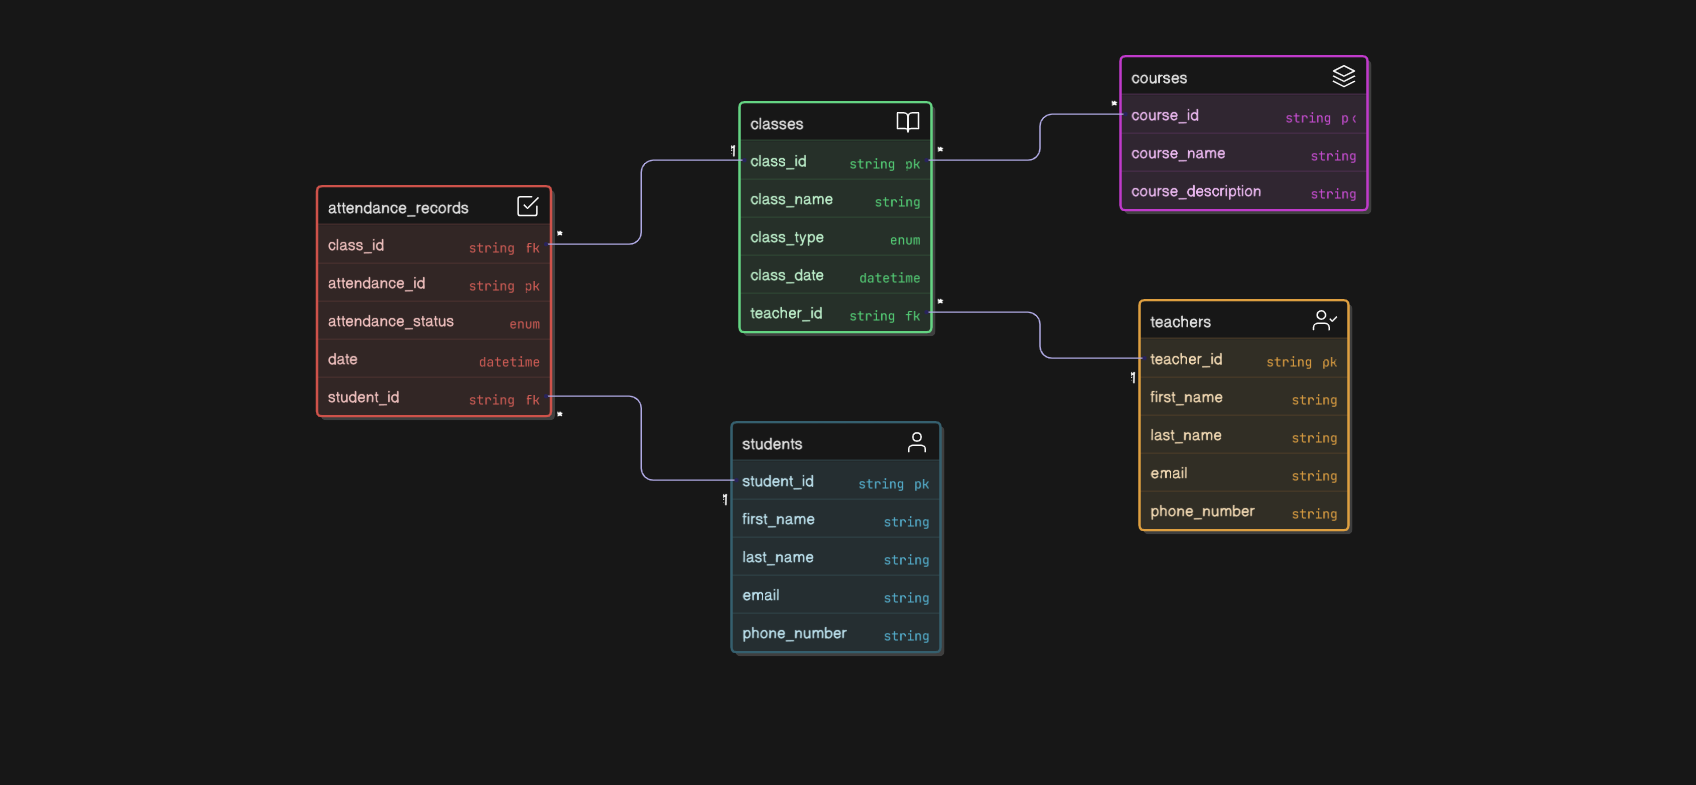 courses
course_id string pk
course_name string
course_description string
classes
class_id string pk
class_name string
class_type enum
class_date datetime
teacher_id string fk
attendance_records
class_id string fk
attendance_id string pk
attendance_status enum
date datetime
student_id string fk
teachers
teacher_id string pk
first_name string
last_name string
email string
phone_number string
students
student_id string pk
first_name string
last_name string
email string
phone_number string
* 
1 *
*
*
1
*
1